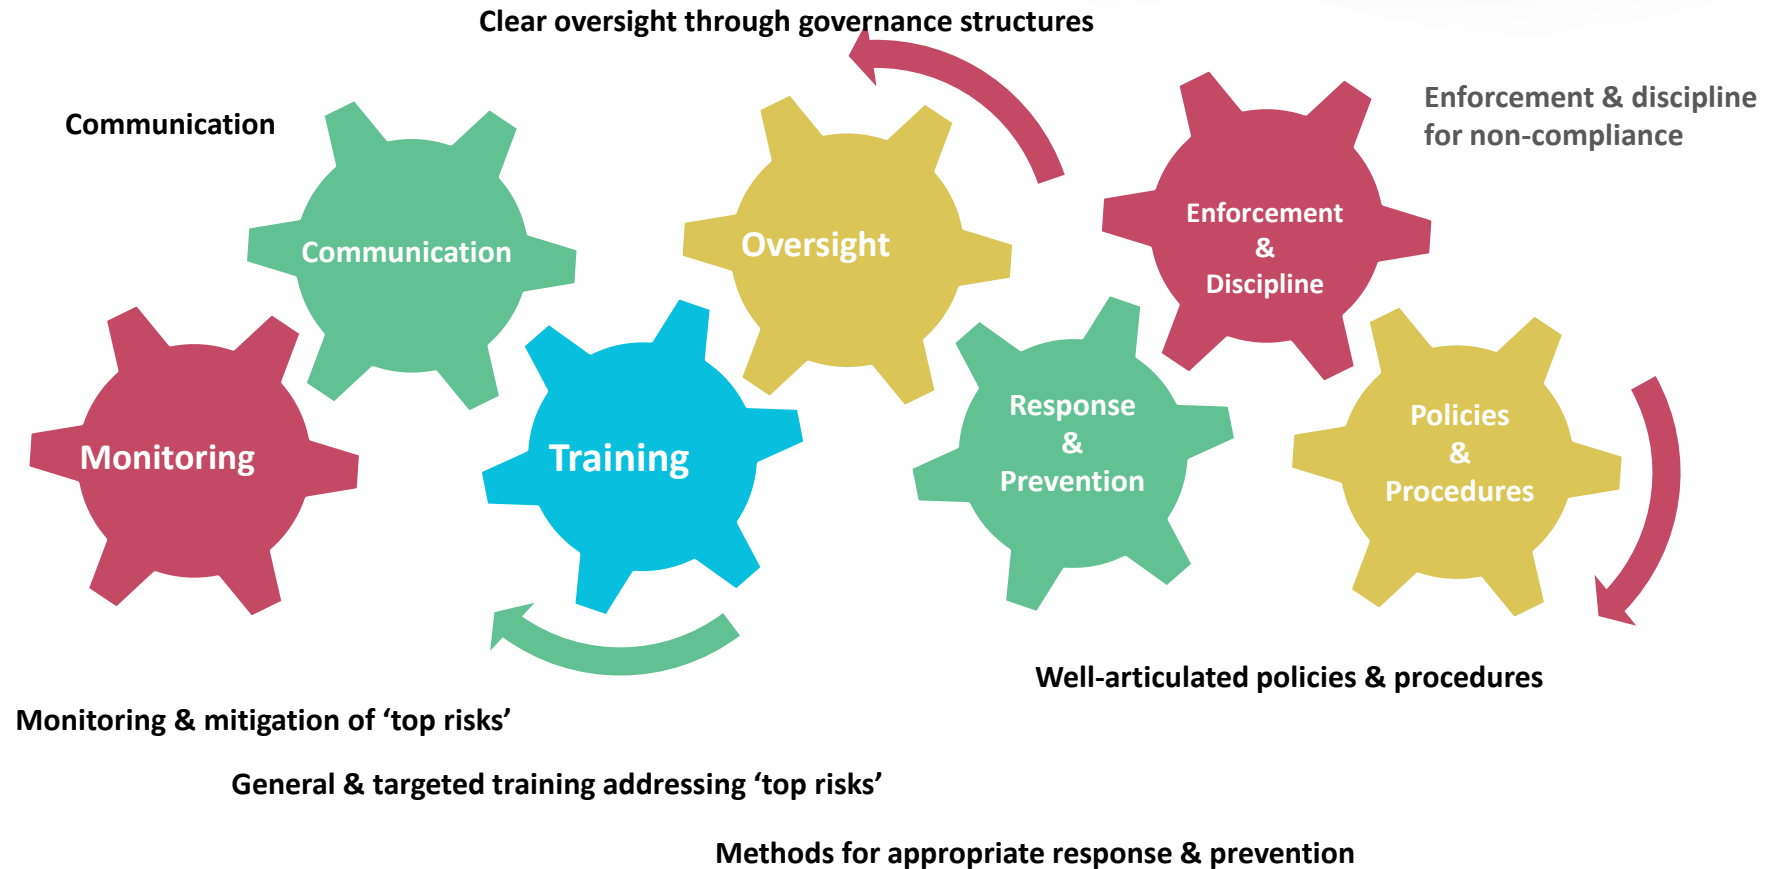 Clear oversight through governance structures
Communication
Enforcement & discipline
for non-compliance
Communication
Oversight
Enforcement
&
Discipline
Monitoring
Training
Response
&
Prevention
Policies
&
Procedures
Well-articulated policies & procedures
Monitoring & mitigation of ‘top risks’
General & targeted training addressing ‘top risks’
Methods for appropriate response & prevention